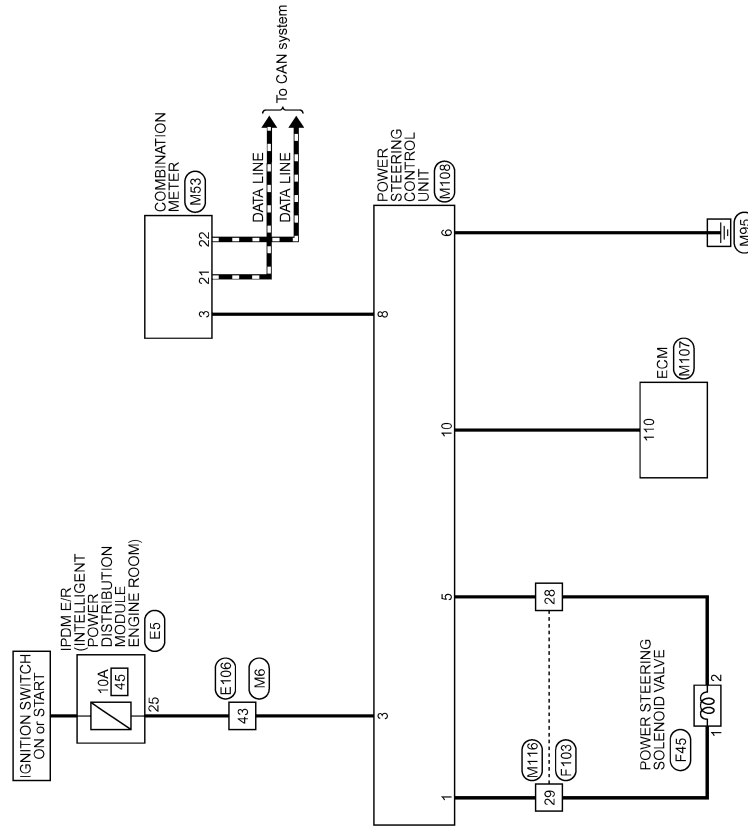 IGNITION SWITCH
ON or START
10A
45
25
IPDM E/R
(INTELLIGENT
POWER
DISTRIBUTION
MODULE
ENGINE ROOM)
E5
43
E106
M6
COMBINATION
METER
M53
3
21
22
DATA LINE
DATA LINE
To CAN system
3
8
POWER
STEERING
CONTROL
UNIT
M108
1
5
10
6
29
M116
F103
28
110
ECM
M107
M95
POWER STEERING
SOLENOID VALVE
F45
1
2